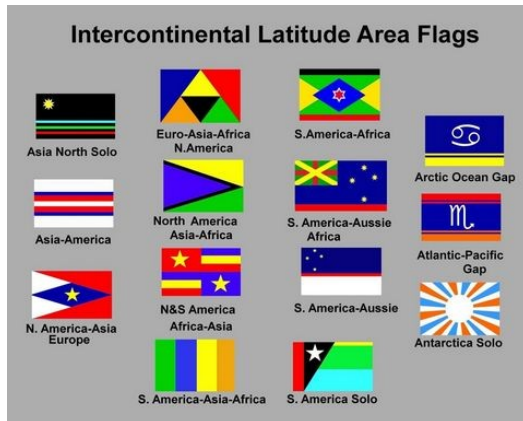 Intercontinental Latitude Area Flags
Asia North Solo
Euro-Asia-Africa
N.America
S.America-Africa
Arctic Ocean Gap
Asia-America
North America
Asia-Africa
S. America-Aussie
Africa
Atlantic-Pacific
Gap
N. America-Asia
Europe
N&S America
Africa-Asia
S. America-Aussie
Antarctica Solo
S. America-Asia-Africa
S. America Solo